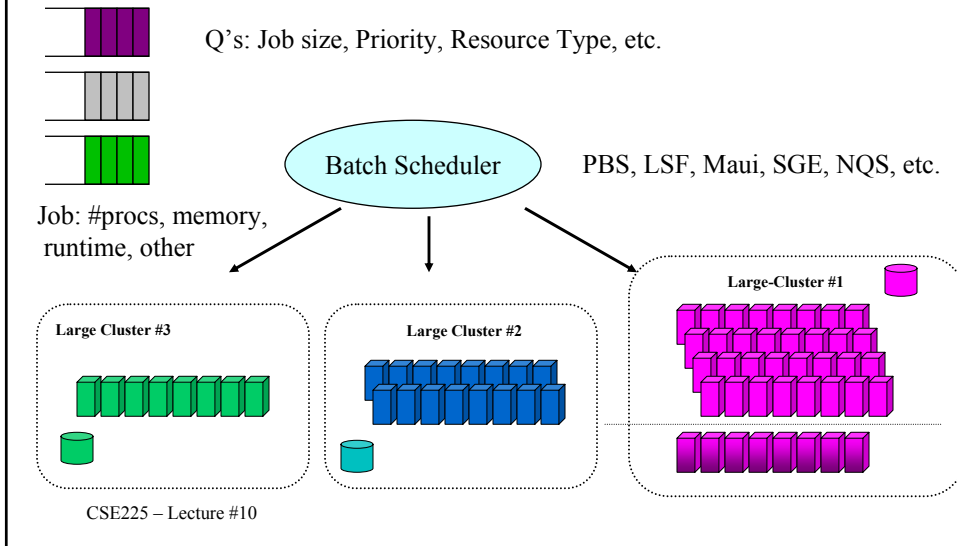 Q’s: Job size, Priority, Resource Type, etc.
Batch Scheduler
PBS, LSF, Maui, SGE, NQS, etc.
Job: #procs, memory,
runtime, other
Large Cluster #3
Large Cluster #2
Large-Cluster #1
CSE225 – Lecture #10